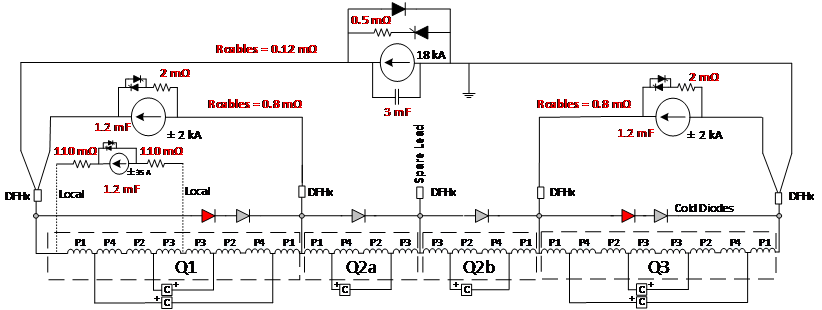 0.5 mΩ
Rcables = 0.12 mΩ
18 kA
2 mΩ
2 mΩ
Rcables = 0.8 mΩ
3 mF
Rcables = 0.8 mΩ
1.2 mF
± 2 kA
1.2 mF
± 2 kA
110 mΩ
110 mΩ
±35 A
1.2 mF
Spare Lead
DFHx
Local
Local
DFHx
DFHx
DFHx
DFHx
Cold Diodes
P1 P4 P2 P3 P3 P2 P4 P1 P1 P4 P2 P3 P3 P2 P4 P1 P1 P4 P2 P3 P3 P2 P4 P1
Q1 Q2a Q2b Q3
+ C + C + C + C
+ C + C